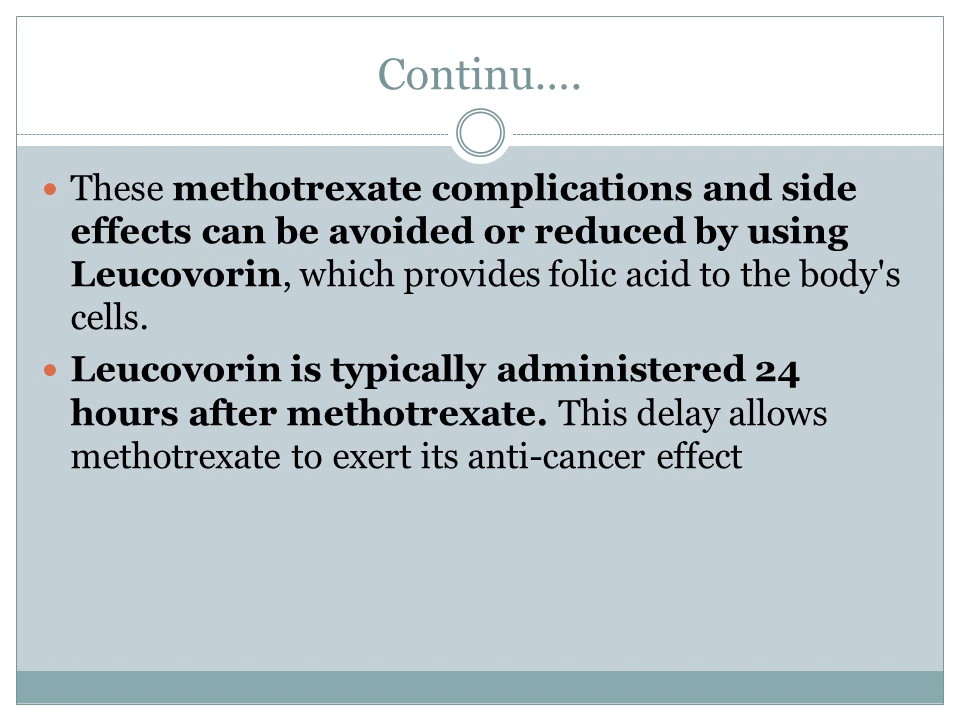 Continu....
These methotrexate complications and side
effects can be avoided or reduced by using
Leucovorin, which provides folic acid to the body's
cells.
Leucovorin is typically administered 24
hours after methotrexate. This delay allows
methotrexate to exert its anti-cancer effect